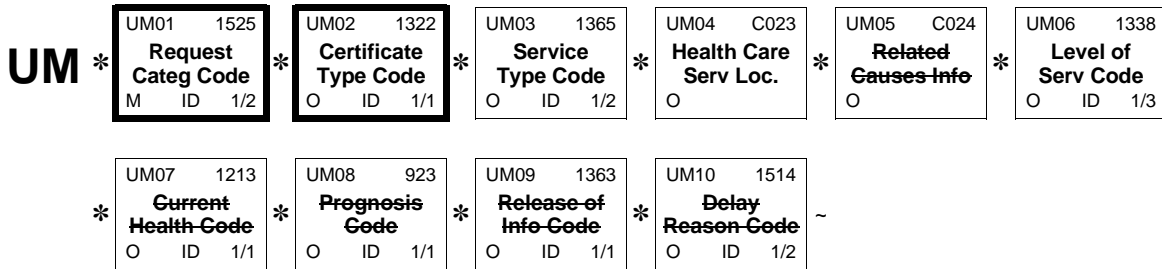 UM * UM01 1525 Request Categ Code M ID 1/2 * UM02 1322 Certificate Type Code O ID 1/1 * UM03 1365 Service Type Code O ID 1/2 * UM04 C023 Health Care Serv Loc. O * UM05 C024 Related Causes Info O * UM06 1338 Level of Serv Code O ID 1/3
* UM07 1213 Current Health Code O ID 1/1 * UM08 923 Prognosis Code O ID 1/1 * UM09 1363 Release of Info Code O ID 1/1 * UM10 1514 Delay Reason Code O ID 1/2 ~